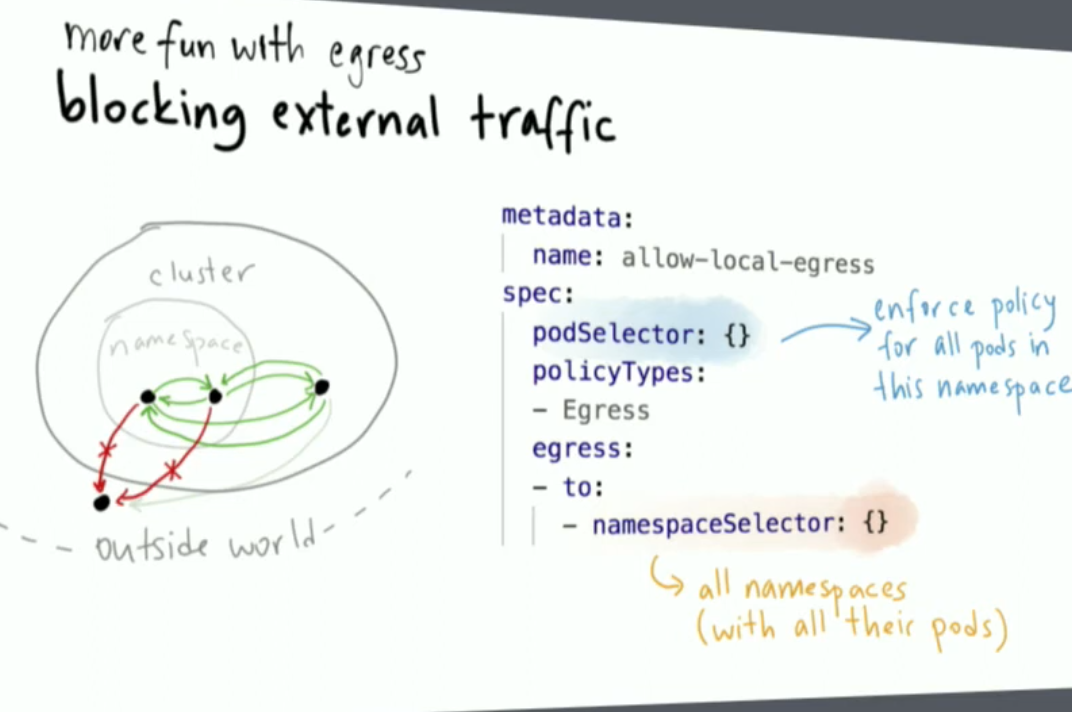 more fun with egress
blocking external traffic
cluster
namespace
outside world
metadata:
name: allow-local-egress
spec:
podSelector: {}
policyTypes:
- Egress
egress:
- to:
- namespaceSelector: {}
enforce policy
for all pods in
this namespace
all namespaces
(with all their pods)